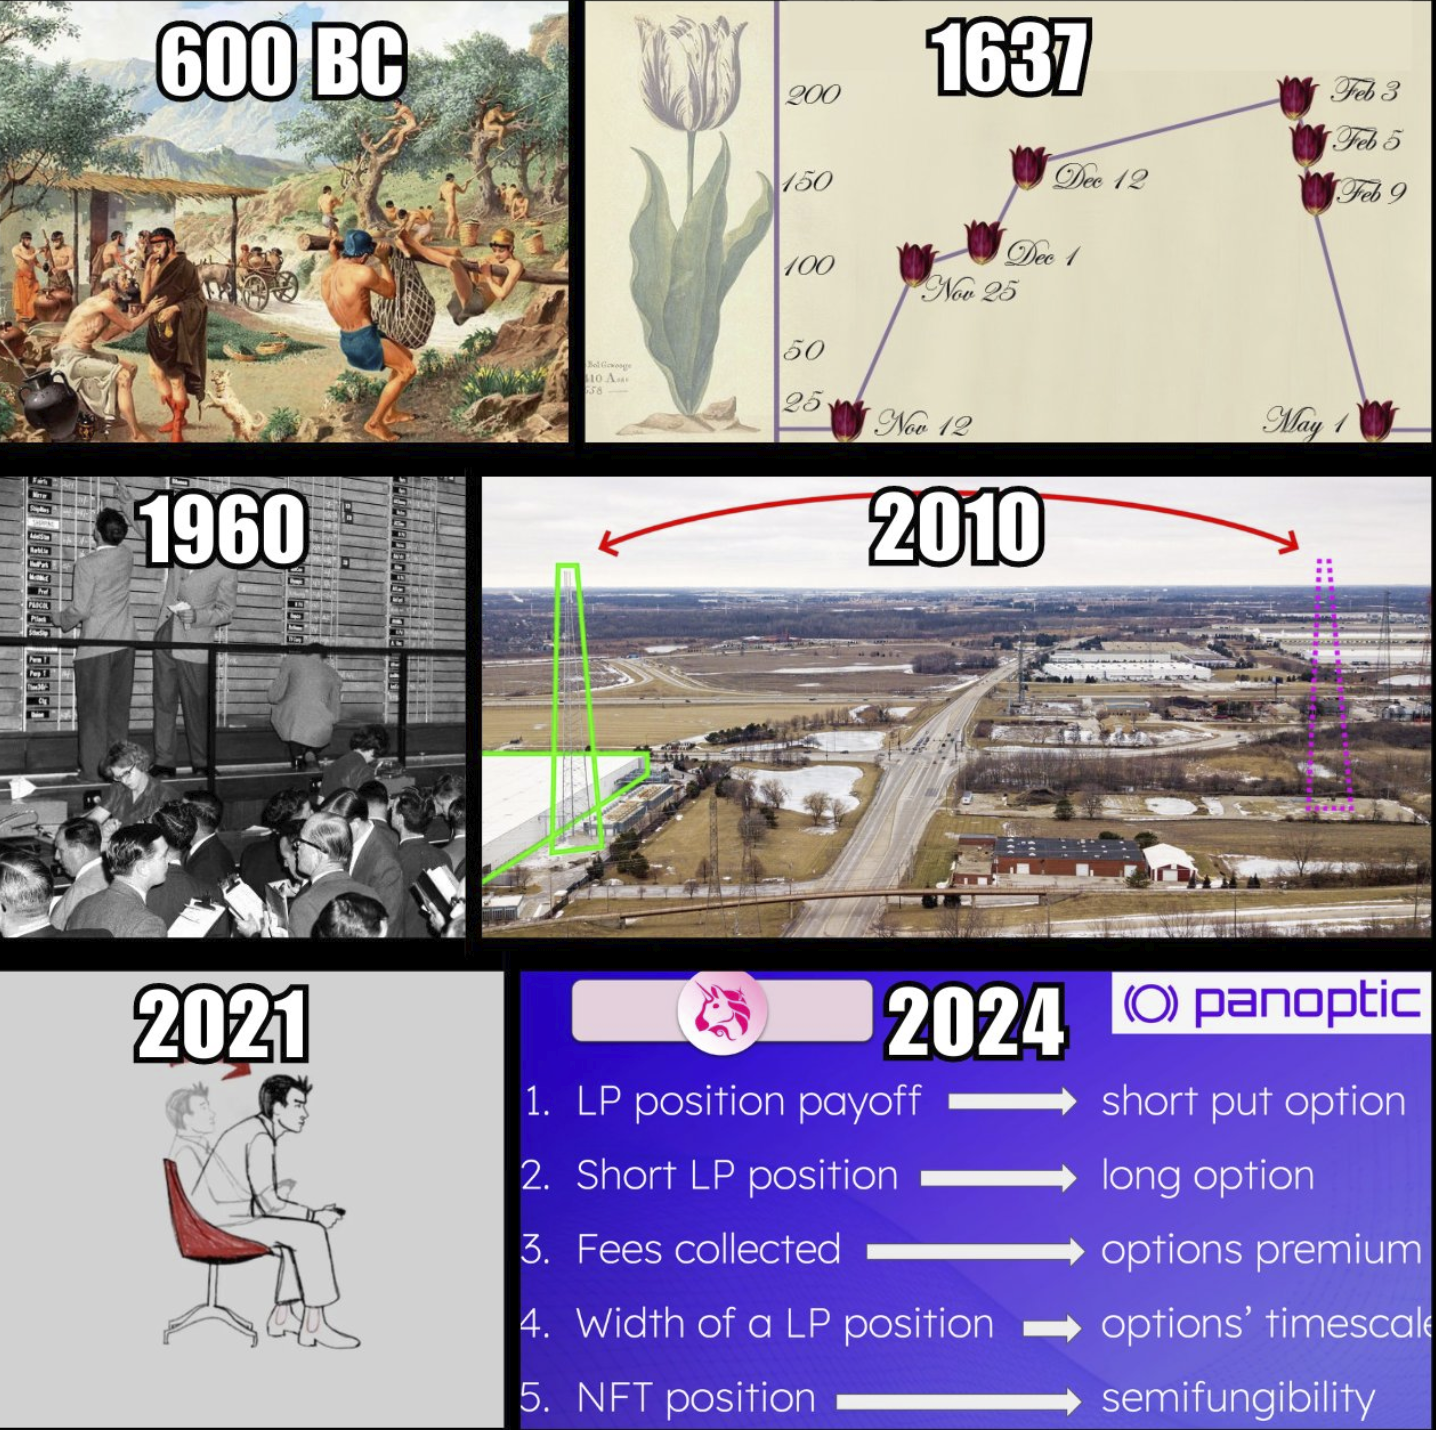 600 BC
1637
200
150
100
50
25
Feb 3
Feb 5
Feb 9
Dec 12
Dec 1
Nov 25
Nov 12
May 1
1960
2010
2021
2024
panoptic
1. LP position payoff short put option
2. Short LP position long option
3. Fees collected options premium
4. Width of a LP position options' timescale
5. NFT position semifungibility